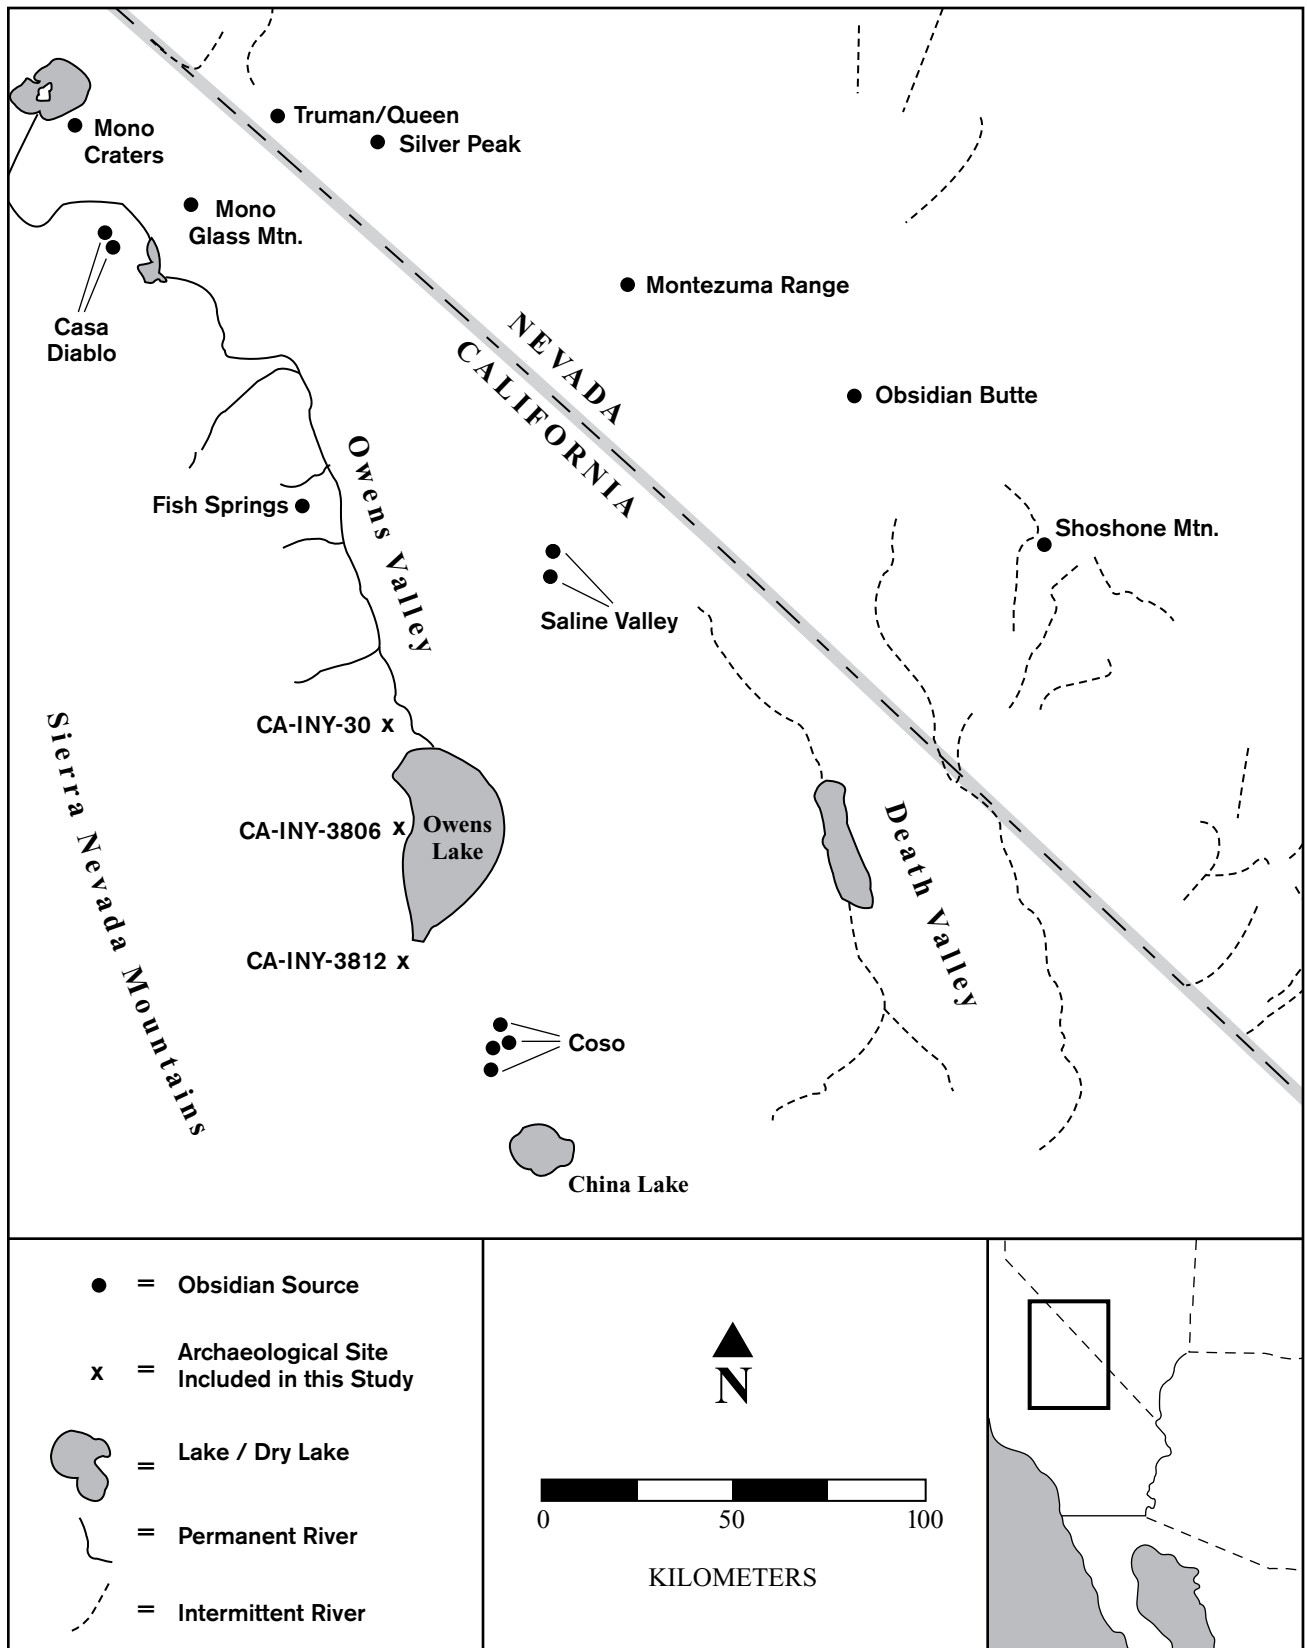 Truman/Queen
Silver Peak
Mono
Craters
Mono
Glass Mtn.
Casa
Diablo
Montezuma Range
NEVADA
CALIFORNIA
Obsidian Butte
Owens Valley
Fish Springs
Shoshone Mtn.
Saline Valley
CA-INY-30 x
CA-INY-3806 x
Owens
Lake
CA-INY-3812 x
Sierra Nevada Mountains
Death Valley
Coso
China Lake
= Obsidian Source
x = Archaeological Site
Included in this Study
= Lake / Dry Lake
= Permanent River
= Intermittent River
N
0 50 100
KILOMETERS